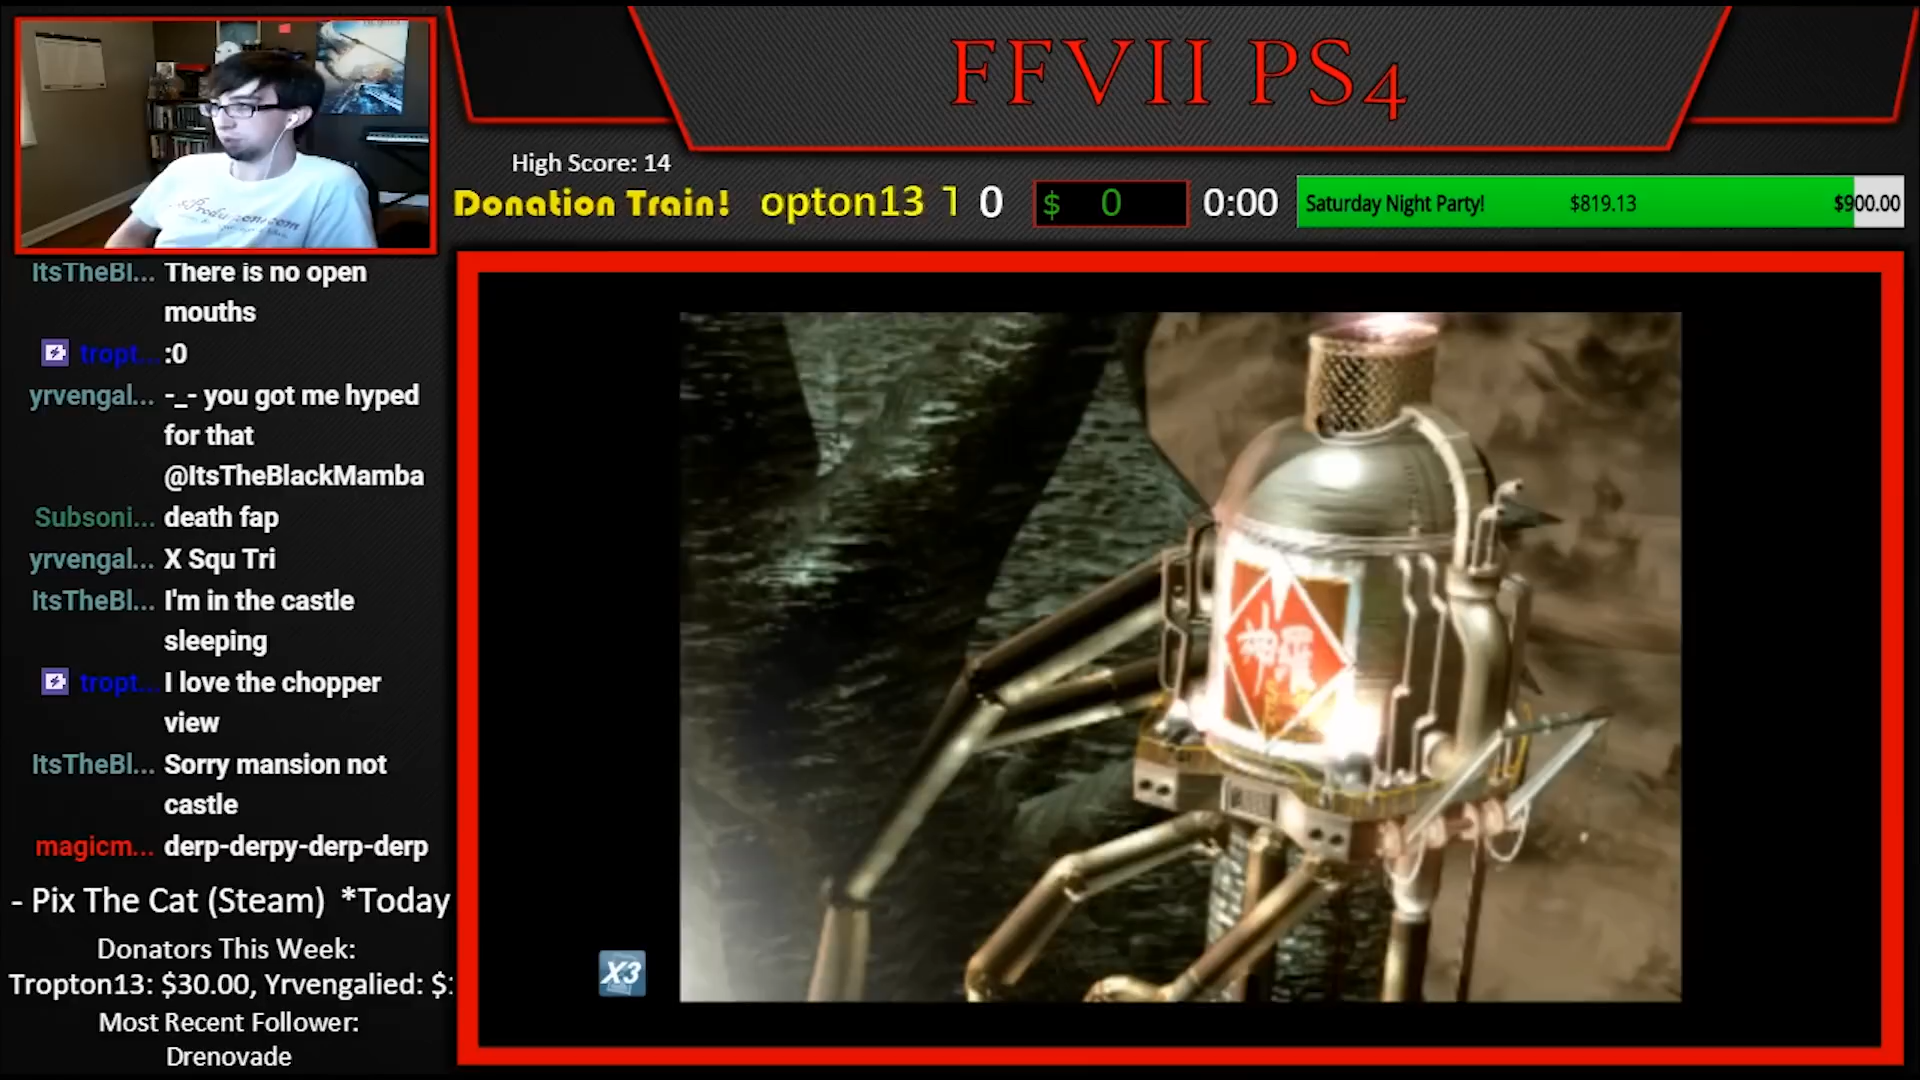 FFVII PS4
High Score: 14
Donation Train!
opton13 T
0
$ 0
0:00
Saturday Night Party!
$819.13
$900.00
ItsTheBl... There is no open
mouths
tropt... :0
yrvengal... -_- you got me hyped
for that
@ItsTheBlackMamba
Subsoni... death fap
yrvengal... X Squ Tri
ItsTheBl... I'm in the castle
sleeping
tropt... I love the chopper
view
ItsTheBl... Sorry mansion not
castle
magicm... derp-derpy-derp-derp
- Pix The Cat (Steam) *Today
Donators This Week:
Tropton13: $30.00, Yrvengalied: $
Most Recent Follower:
Drenovade
神羅
X3